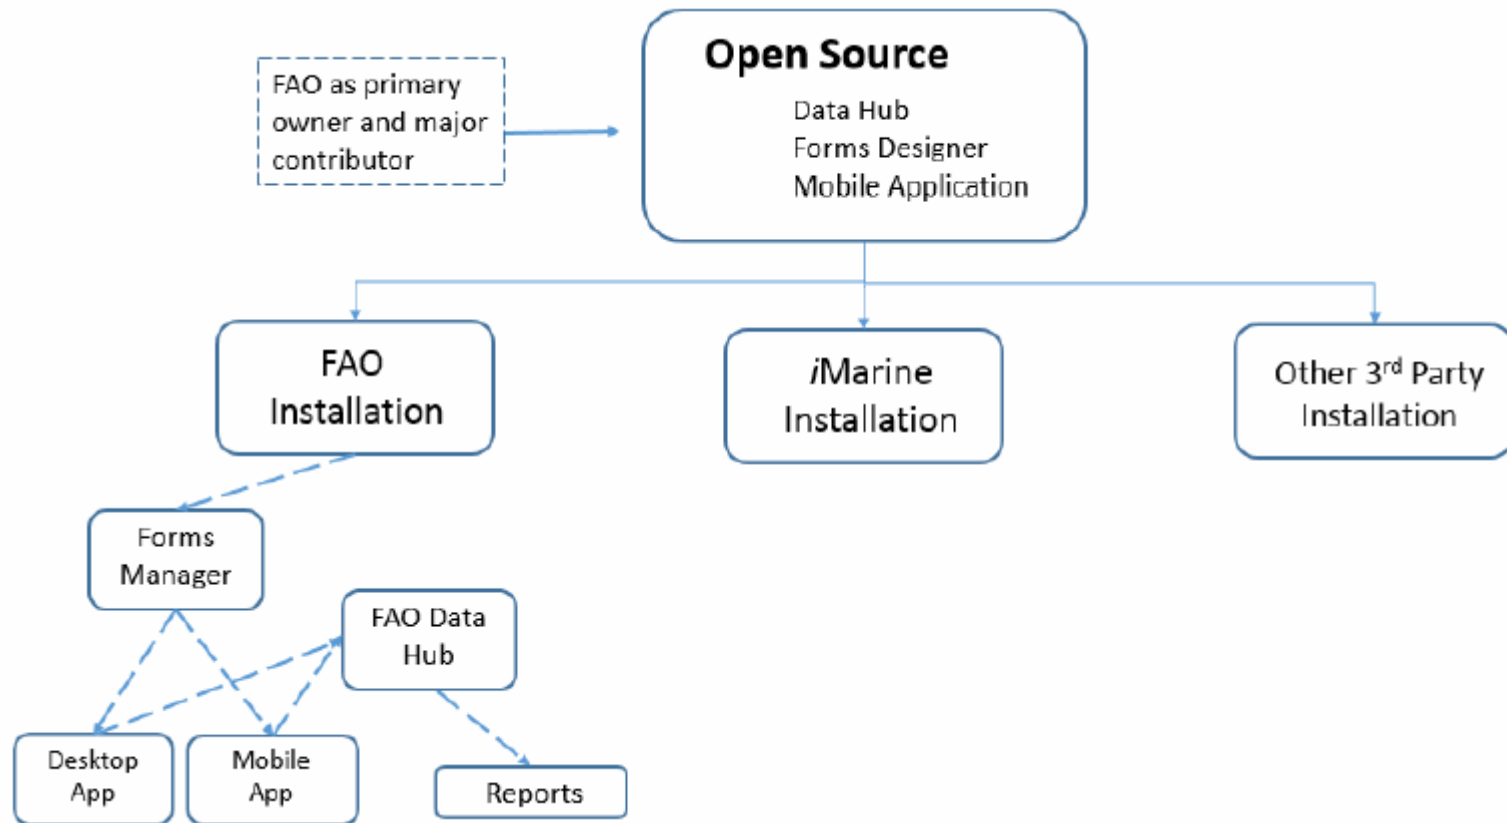 Open Source
Data Hub
Forms Designer
Mobile Application
FAO as primary
owner and major
contributor
FAO
Installation
iMarine
Installation
Other 3rd Party
Installation
Forms
Manager
FAO Data
Hub
Desktop
App
Mobile
App
Reports